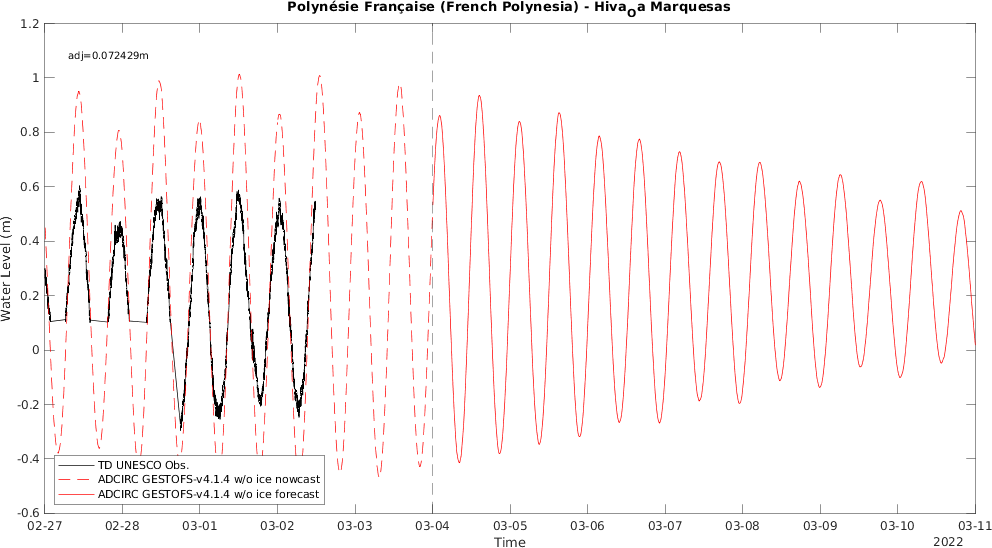 Polynésie Française (French Polynesia) - HivaOa Marquesas
1.2
adj=0.072429m
1
0.8
0.6
0.4
0.2
0
-0.2
-0.4
-0.6
Water Level (m)
TD UNESCO Obs.
ADCIRC GESTOFS-v4.1.4 w/o ice nowcast
ADCIRC GESTOFS-v4.1.4 w/o ice forecast
02-27 02-28 03-01 03-02 03-03 03-04 03-05 03-06 03-07 03-08 03-09 03-10 03-11
Time
2022